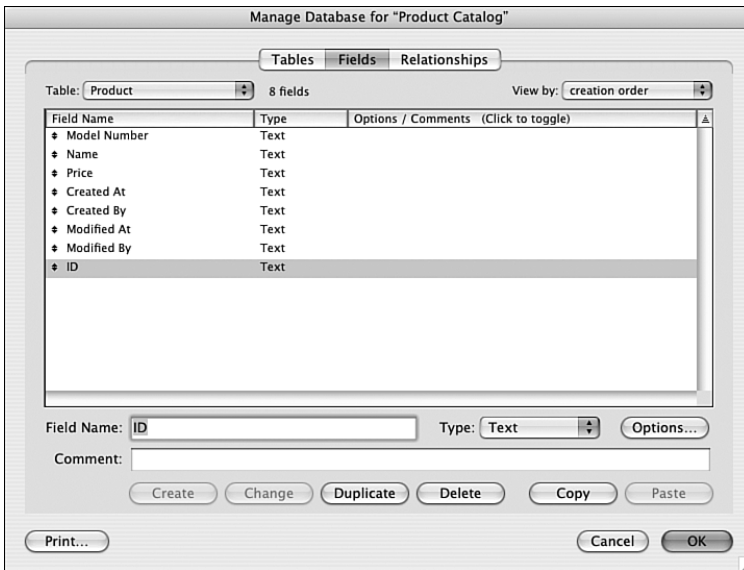 Manage Database for "Product Catalog"
Tables Fields Relationships
Table: Product 8 fields View by: creation order
Field Name Type Options / Comments (Click to toggle)
Model Number Text
Name Text
Price Text
Created At Text
Created By Text
Modified At Text
Modified By Text
ID Text
Field Name: ID Type: Text Options...
Comment:
Create Change Duplicate Delete Copy Paste
Print... Cancel OK